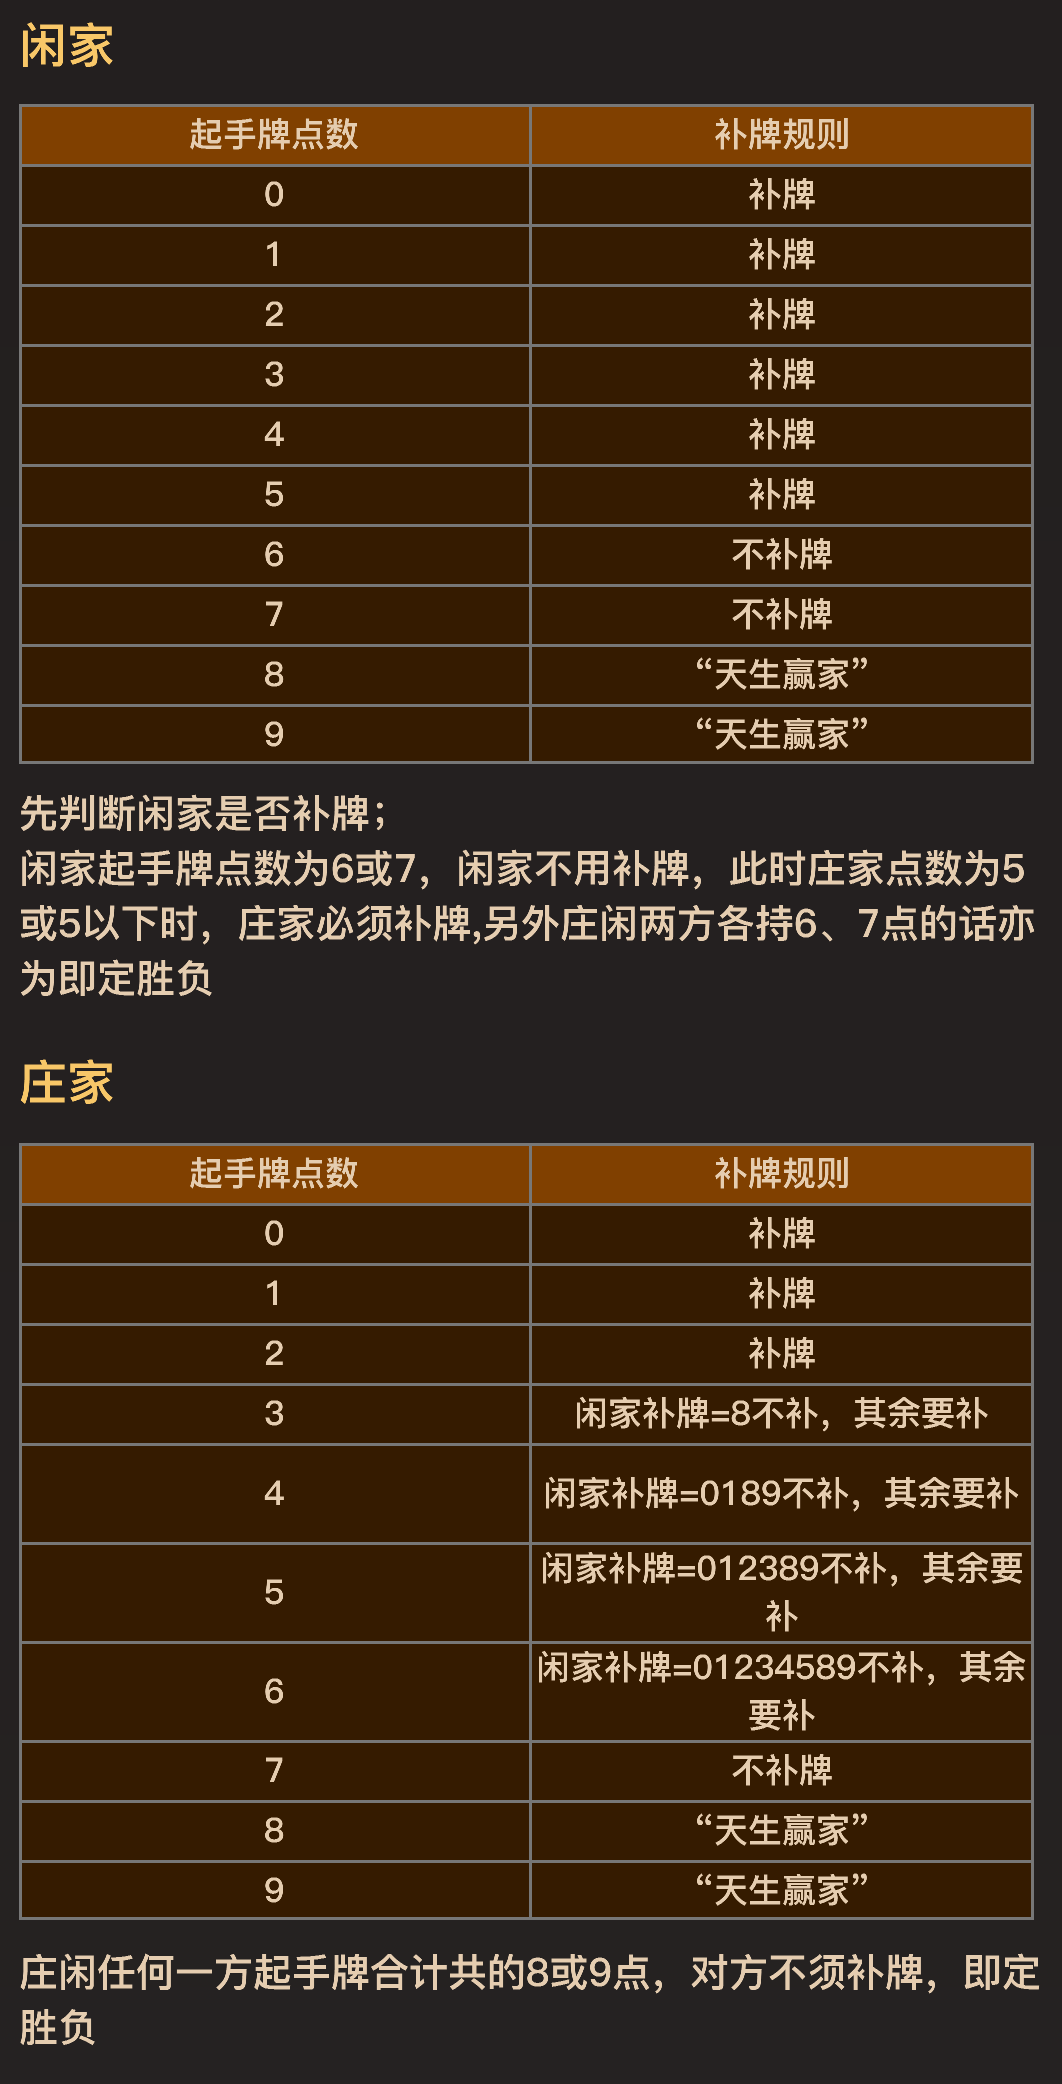 闲家
起手牌点数 补牌规则
0 补牌
1 补牌
2 补牌
3 补牌
4 补牌
5 补牌
6 不补牌
7 不补牌
8 “天生赢家”
9 “天生赢家”
先判断闲家是否补牌；
闲家起手牌点数为6或7，闲家不用补牌，此时庄家点数为5
或5以下时，庄家必须补牌,另外庄闲两方各持6、7点的话亦
为即定胜负
庄家
起手牌点数 补牌规则
0 补牌
1 补牌
2 补牌
3 闲家补牌=8不补，其余要补
4 闲家补牌=0189不补，其余要补
5 闲家补牌=012389不补，其余要
补
6 闲家补牌=01234589不补，其余
要补
7 不补牌
8 “天生赢家”
9 “天生赢家”
庄闲任何一方起手牌合计共的8或9点，对方不须补牌，即定
胜负